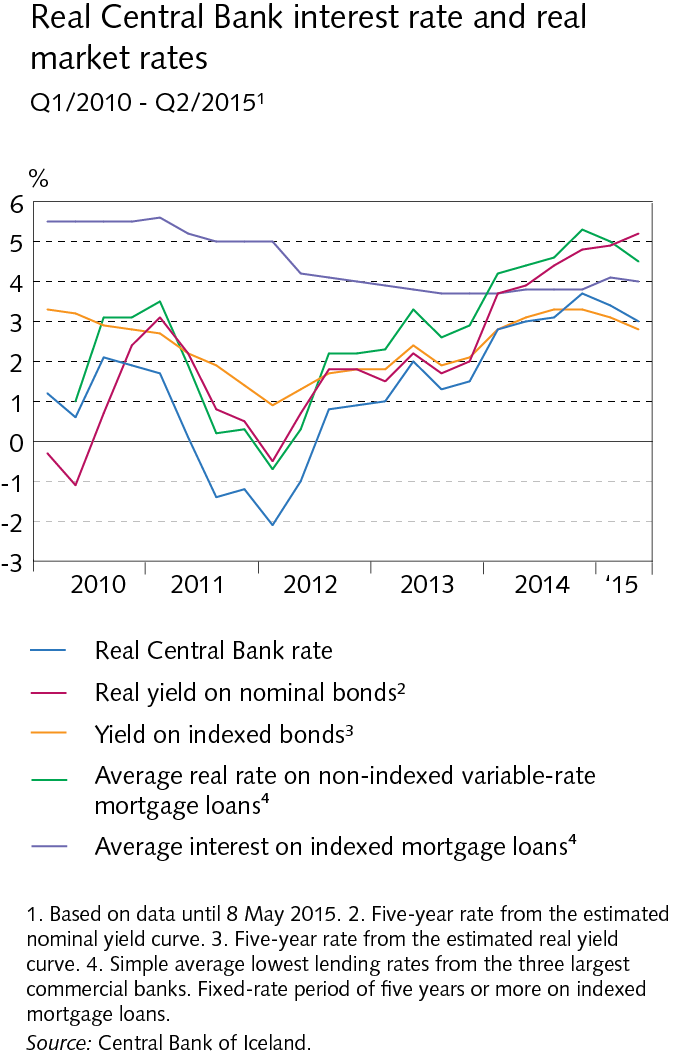 Real Central Bank interest rate and real
market rates
Q1/2010 - Q2/2015¹
%
6
5
4
3
2
1
0
-1
-2
-3
2010 2011 2012 2013 2014 ‘15
Real Central Bank rate
Real yield on nominal bonds²
Yield on indexed bonds³
Average real rate on non-indexed variable-rate
mortgage loans⁴
Average interest on indexed mortgage loans⁴
1. Based on data until 8 May 2015. 2. Five-year rate from the estimated
nominal yield curve. 3. Five-year rate from the estimated real yield
curve. 4. Simple average lowest lending rates from the three largest
commercial banks. Fixed-rate period of five years or more on indexed
mortgage loans.
Source: Central Bank of Iceland.